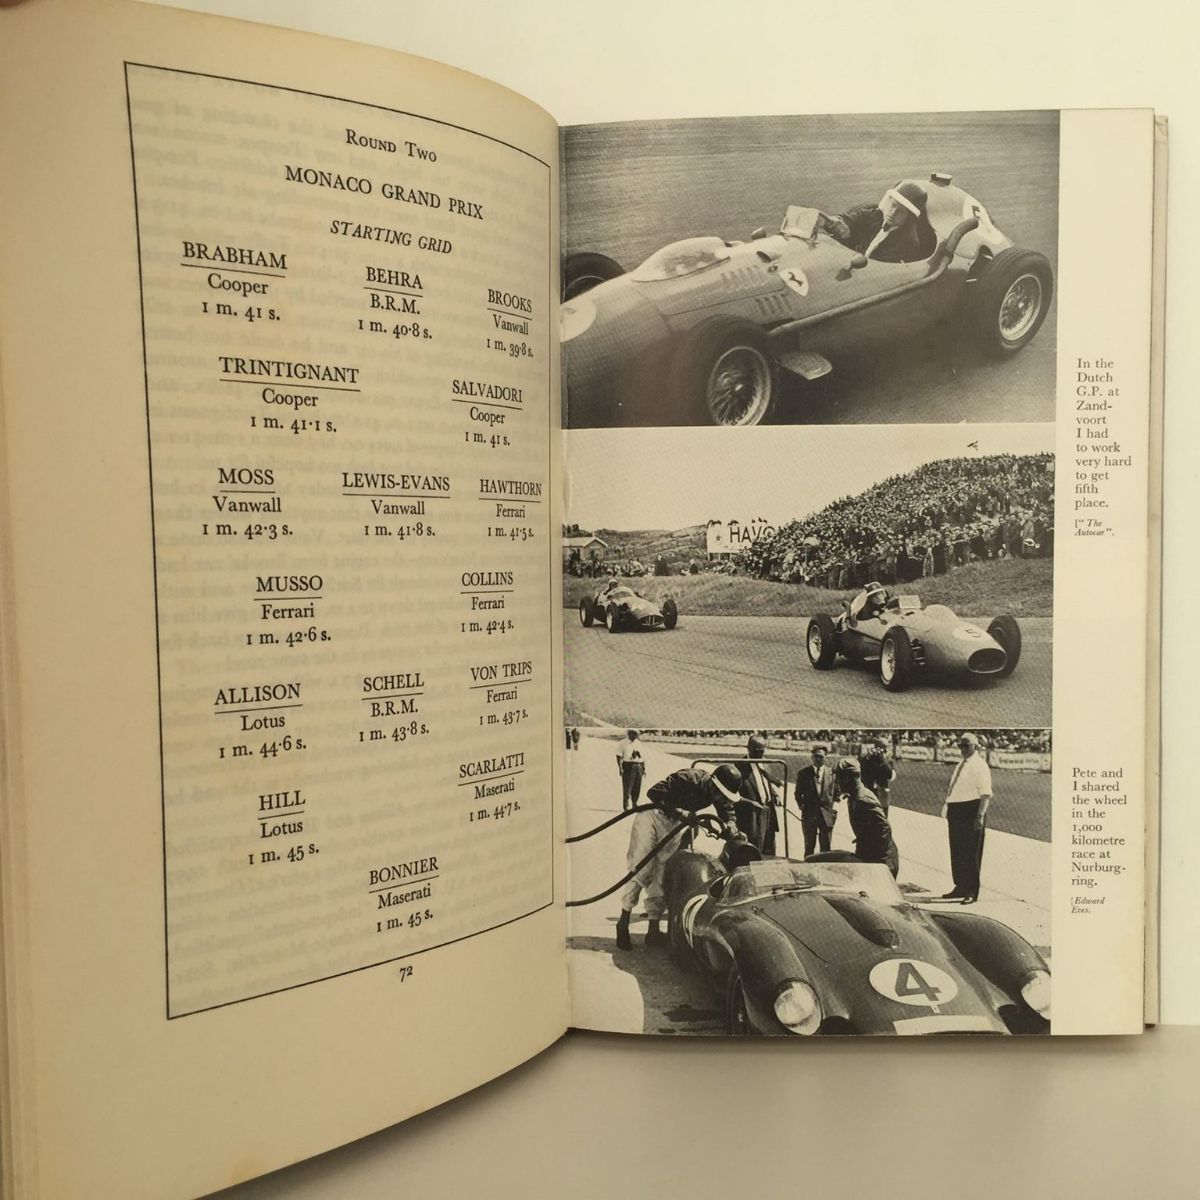 Round Two
MONACO GRAND PRIX
STARTING GRID
BRABHAM
Cooper
1 m. 41 s.
BEHRA
B.R.M.
1 m. 40·8 s.
BROOKS
Vanwall
1 m. 39·8 s.
TRINTIGNANT
Cooper
1 m. 41·1 s.
SALVADORI
Cooper
1 m. 41 s.
MOSS
Vanwall
1 m. 42·3 s.
LEWIS-EVANS
Vanwall
1 m. 41·8 s.
HAWTHORN
Ferrari
1 m. 41·5 s.
MUSSO
Ferrari
1 m. 42·6 s.
COLLINS
Ferrari
1 m. 42·4 s.
ALLISON
Lotus
1 m. 44·6 s.
SCHELL
B.R.M.
1 m. 43·8 s.
VON TRIPS
Ferrari
1 m. 43·7 s.
HILL
Lotus
1 m. 45 s.
SCARLATTI
Maserati
1 m. 44·7 s.
BONNIER
Maserati
1 m. 45 s.
72
5
HAVO
5
4
In the
Dutch
G.P. at
Zand-
voort
I had
to work
very hard
to get
fifth
place.
[" The
Autocar".
Pete and
I shared
the wheel
in the
1,000
kilometre
race at
Nurburg-
ring.
[Edward
Eves.